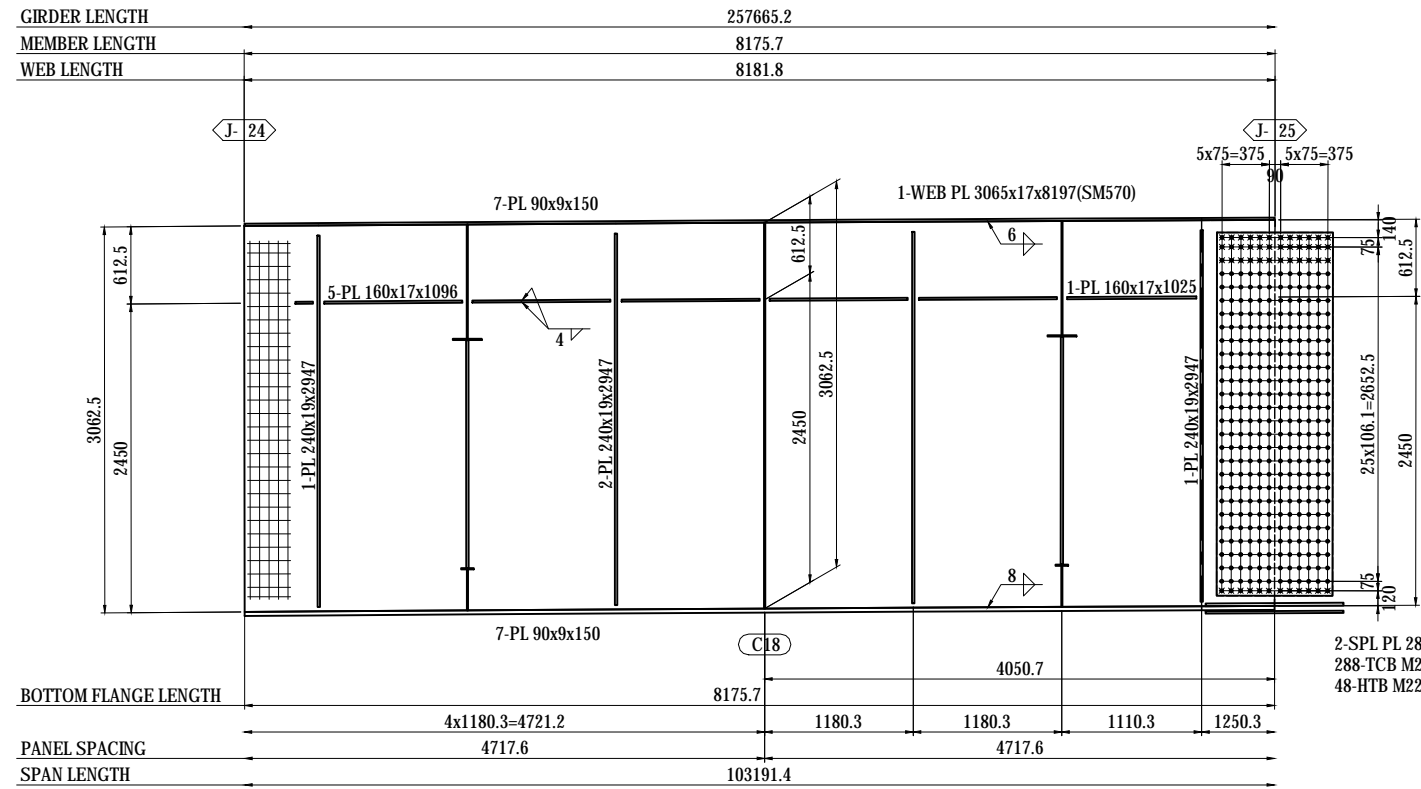 GIRDER LENGTH 257665.2
MEMBER LENGTH 8175.7
WEB LENGTH 8181.8
J- 24
J- 25
5x75=375 5x75=375
90
7-PL 90x9x150
1-WEB PL 3065x17x8197(SM570)
612.5
612.5
6
140
75
612.5
5-PL 160x17x1096
1-PL 160x17x1025
4
3062.5
2450
1-PL 240x19x2947
2-PL 240x19x2947
2450
3062.5
1-PL 240x19x2947
25x106.1=2652.5
2450
8
75
120
7-PL 90x9x150
C18
2-SPL PL 28
288-TCB M2
48-HTB M22
4050.7
BOTTOM FLANGE LENGTH 8175.7
4x1180.3=4721.2 1180.3 1180.3 1110.3 1250.3
PANEL SPACING 4717.6 4717.6
SPAN LENGTH 103191.4